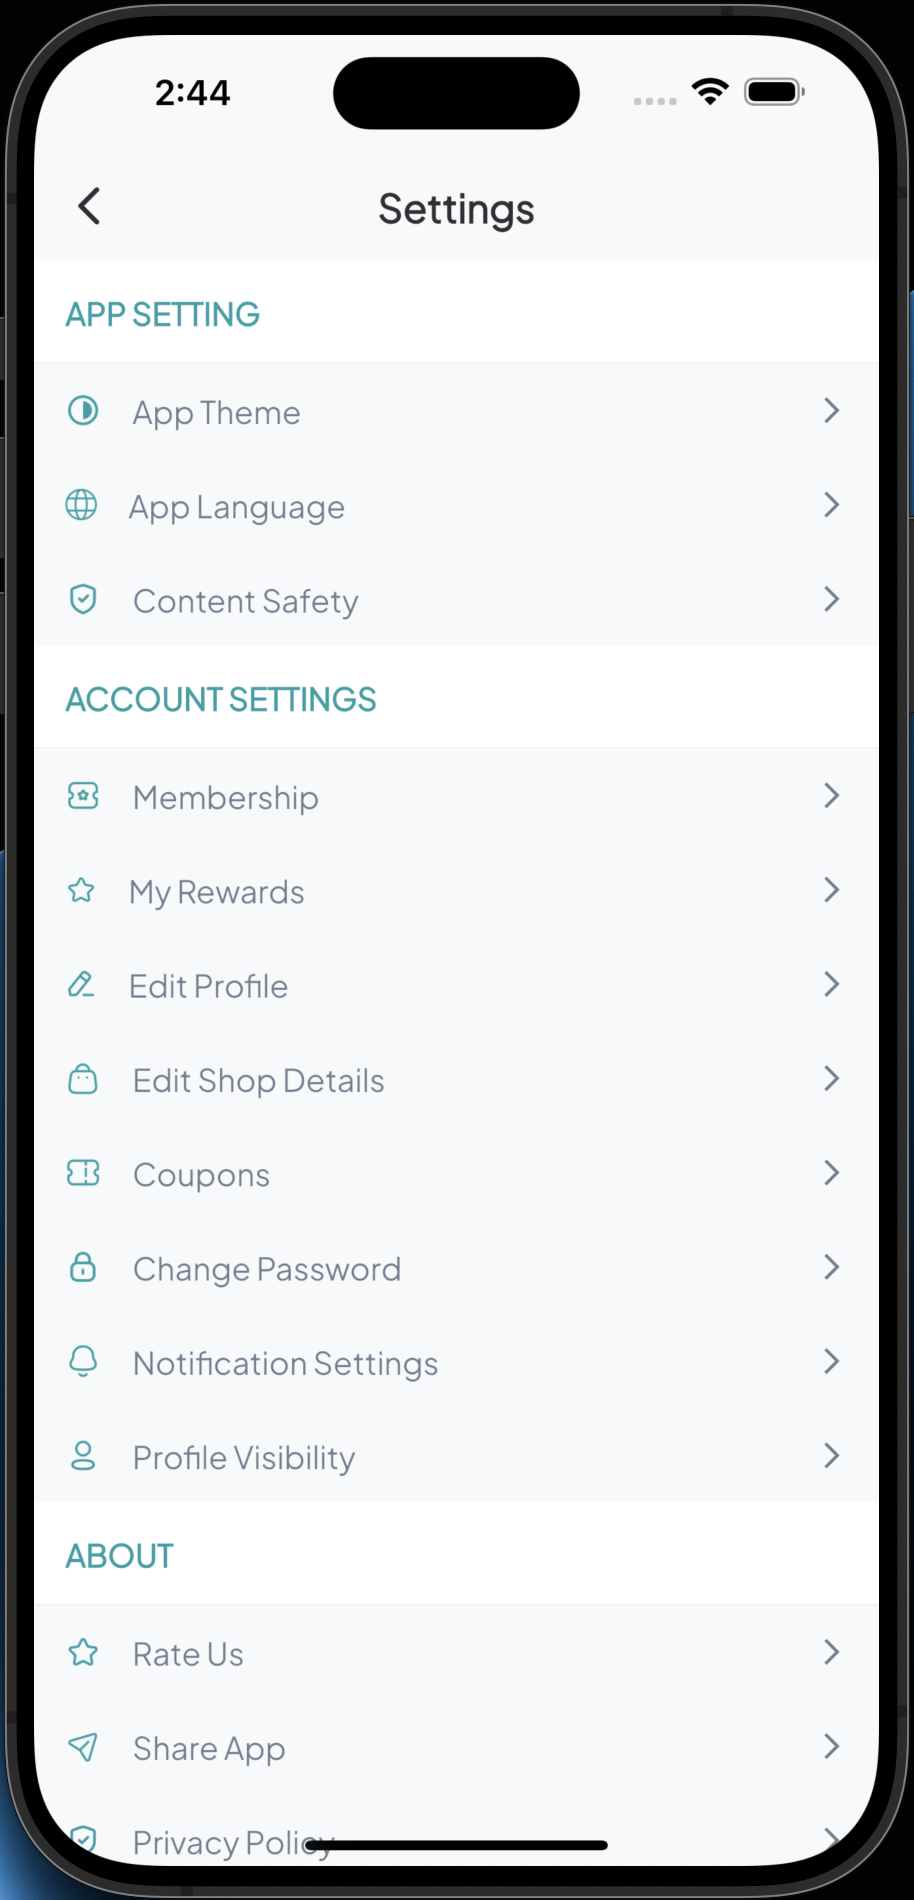 2:44
Settings
APP SETTING
App Theme
App Language
Content Safety
ACCOUNT SETTINGS
Membership
My Rewards
Edit Profile
Edit Shop Details
Coupons
Change Password
Notification Settings
Profile Visibility
ABOUT
Rate Us
Share App
Privacy Policy